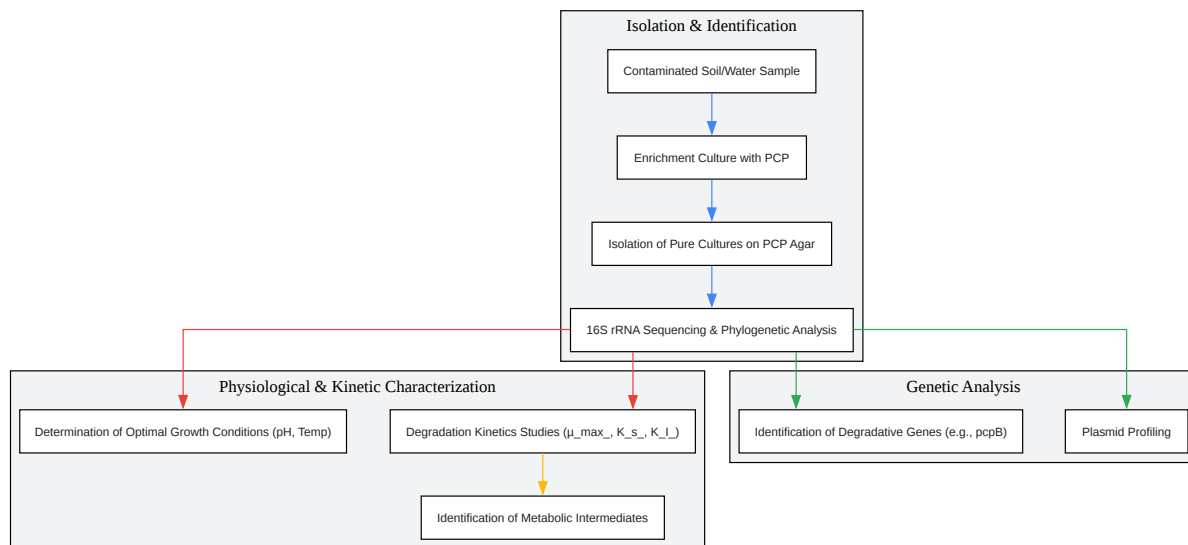 Isolation & Identification
Contaminated Soil/Water Sample
Enrichment Culture with PCP
Isolation of Pure Cultures on PCP Agar
16S rRNA Sequencing & Phylogenetic Analysis
Physiological & Kinetic Characterization
Determination of Optimal Growth Conditions (pH, Temp)
Degradation Kinetics Studies (μ_max_, K_s_, K_I_)
Identification of Metabolic Intermediates
Genetic Analysis
Identification of Degradative Genes (e.g., pcpB)
Plasmid Profiling